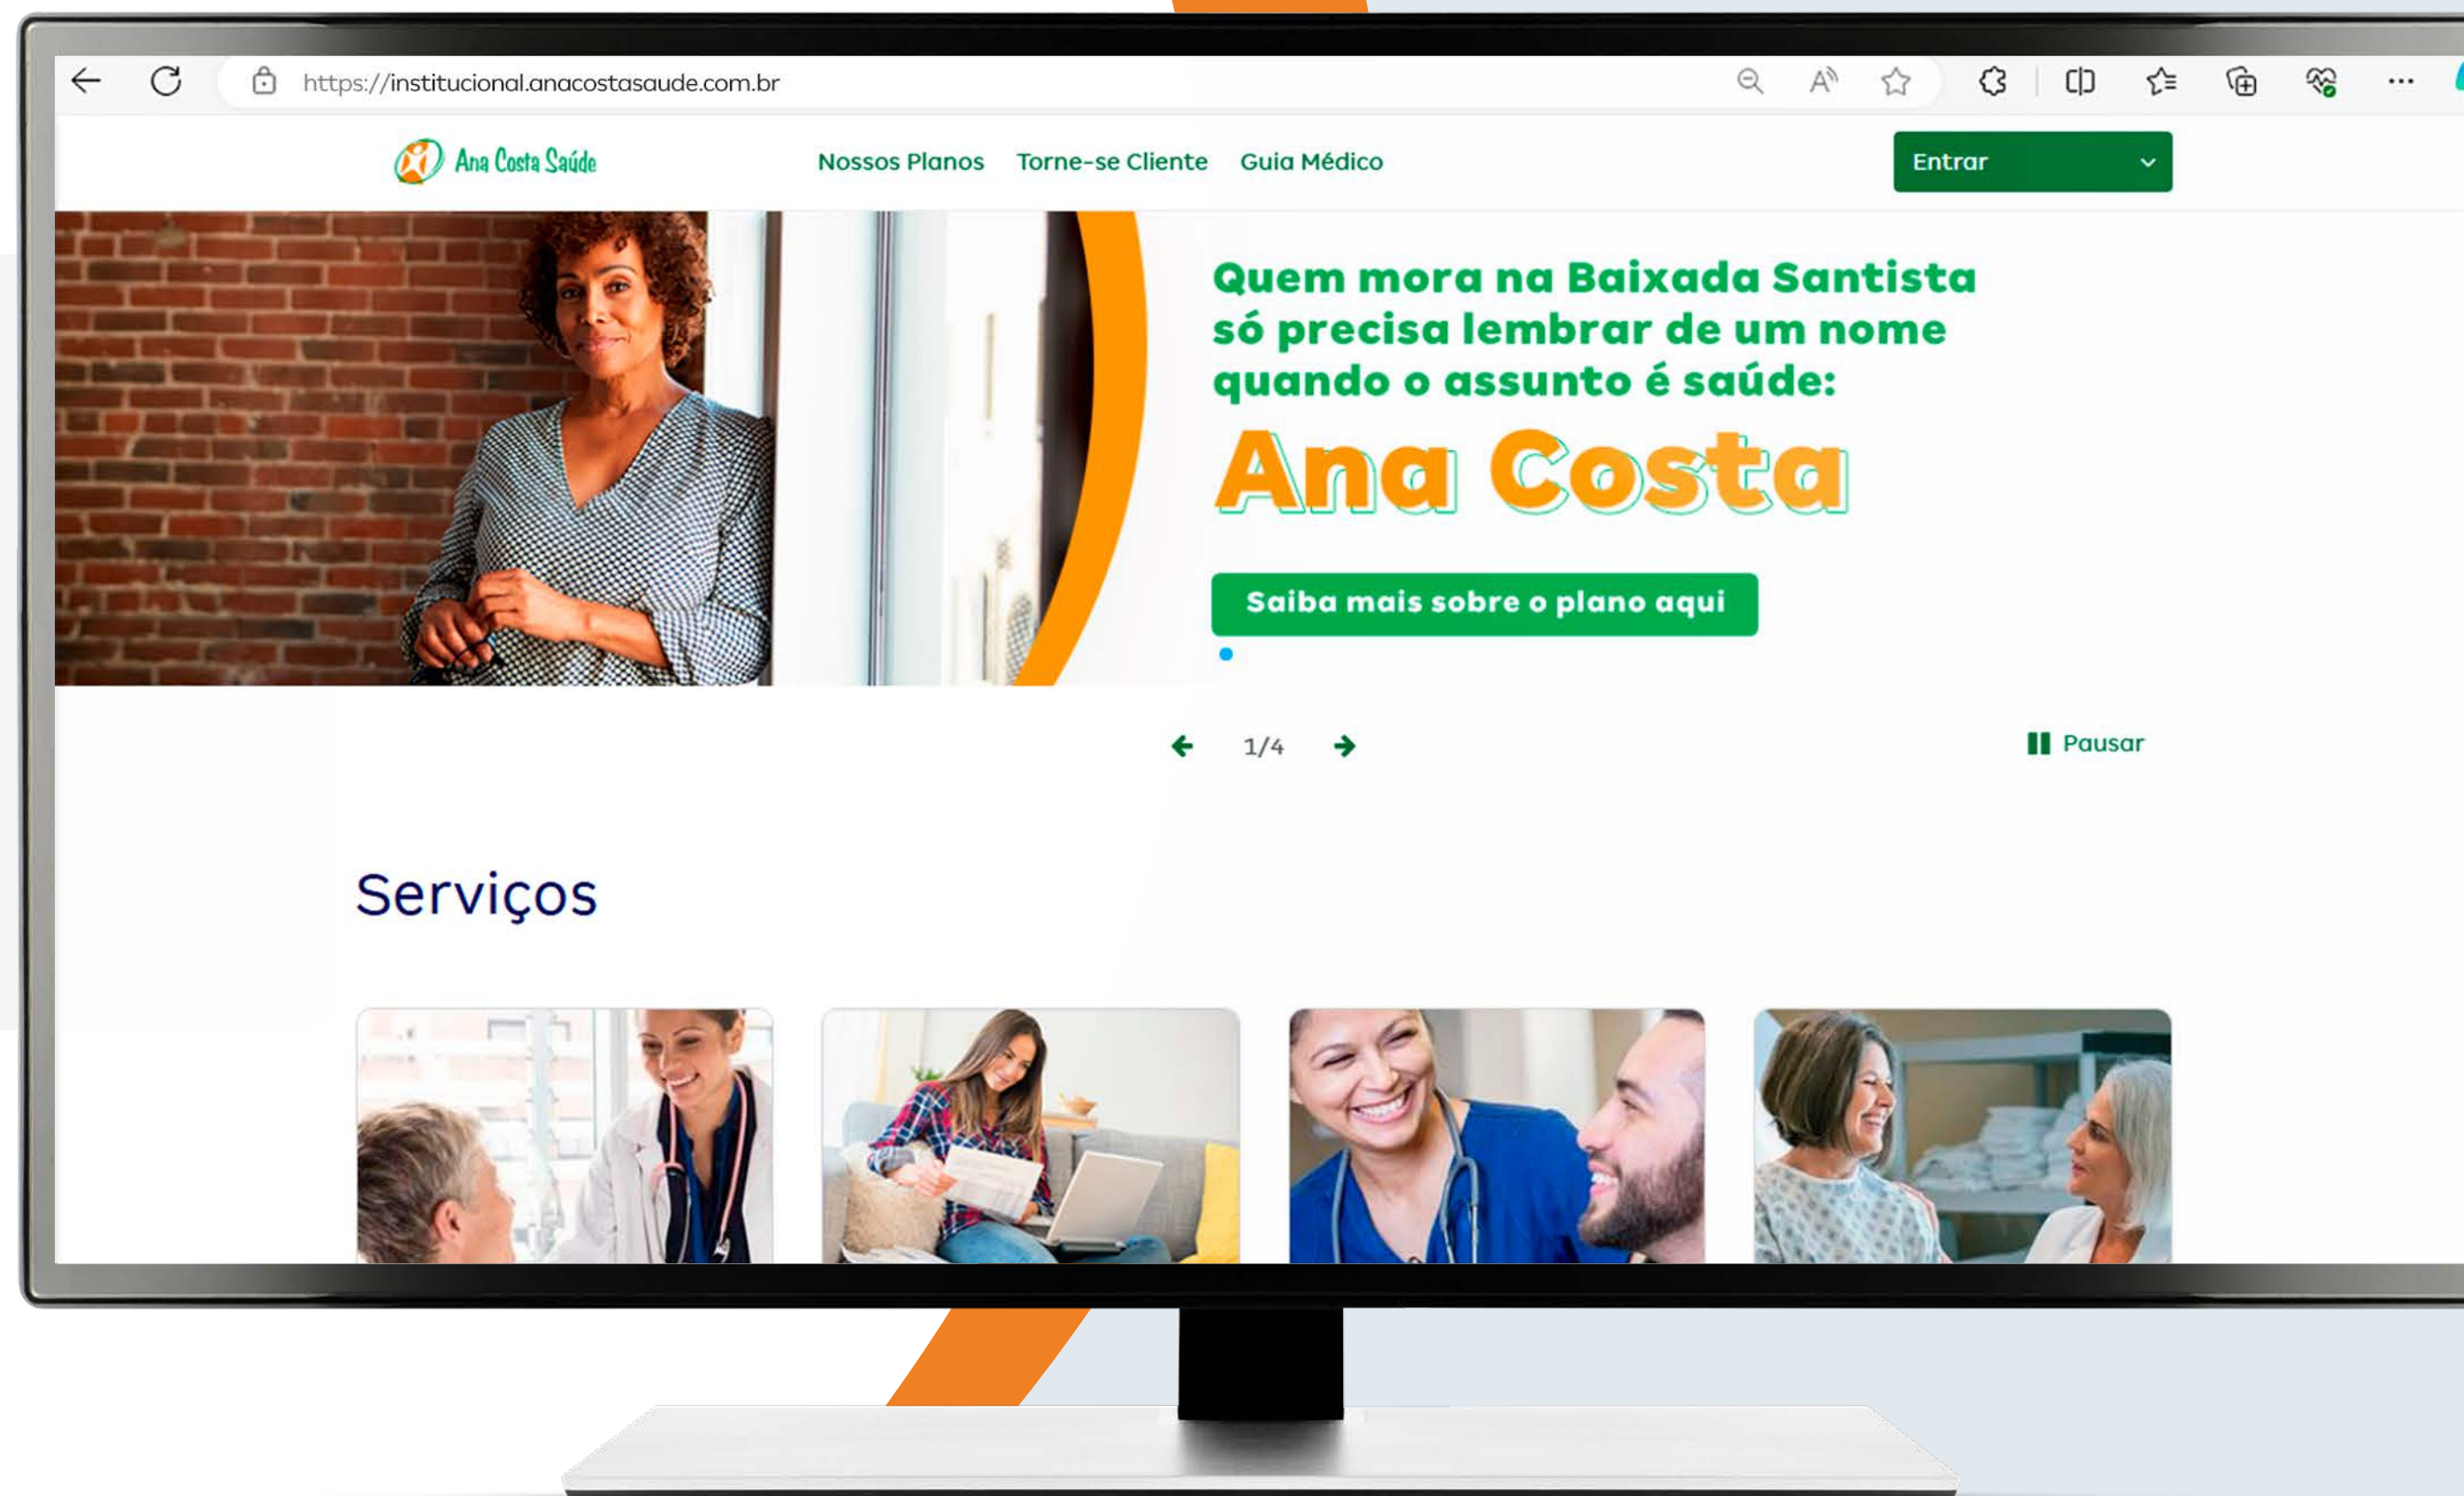 https://institucional.anacostasaude.com.br
Ana Costa Saúde
Nossos Planos Torne-se Cliente Guia Médico
Entrar
Quem mora na Baixada Santista
só precisa lembrar de um nome
quando o assunto é saúde:
Ana Costa
Saiba mais sobre o plano aqui
1/4
Pausar
Serviços